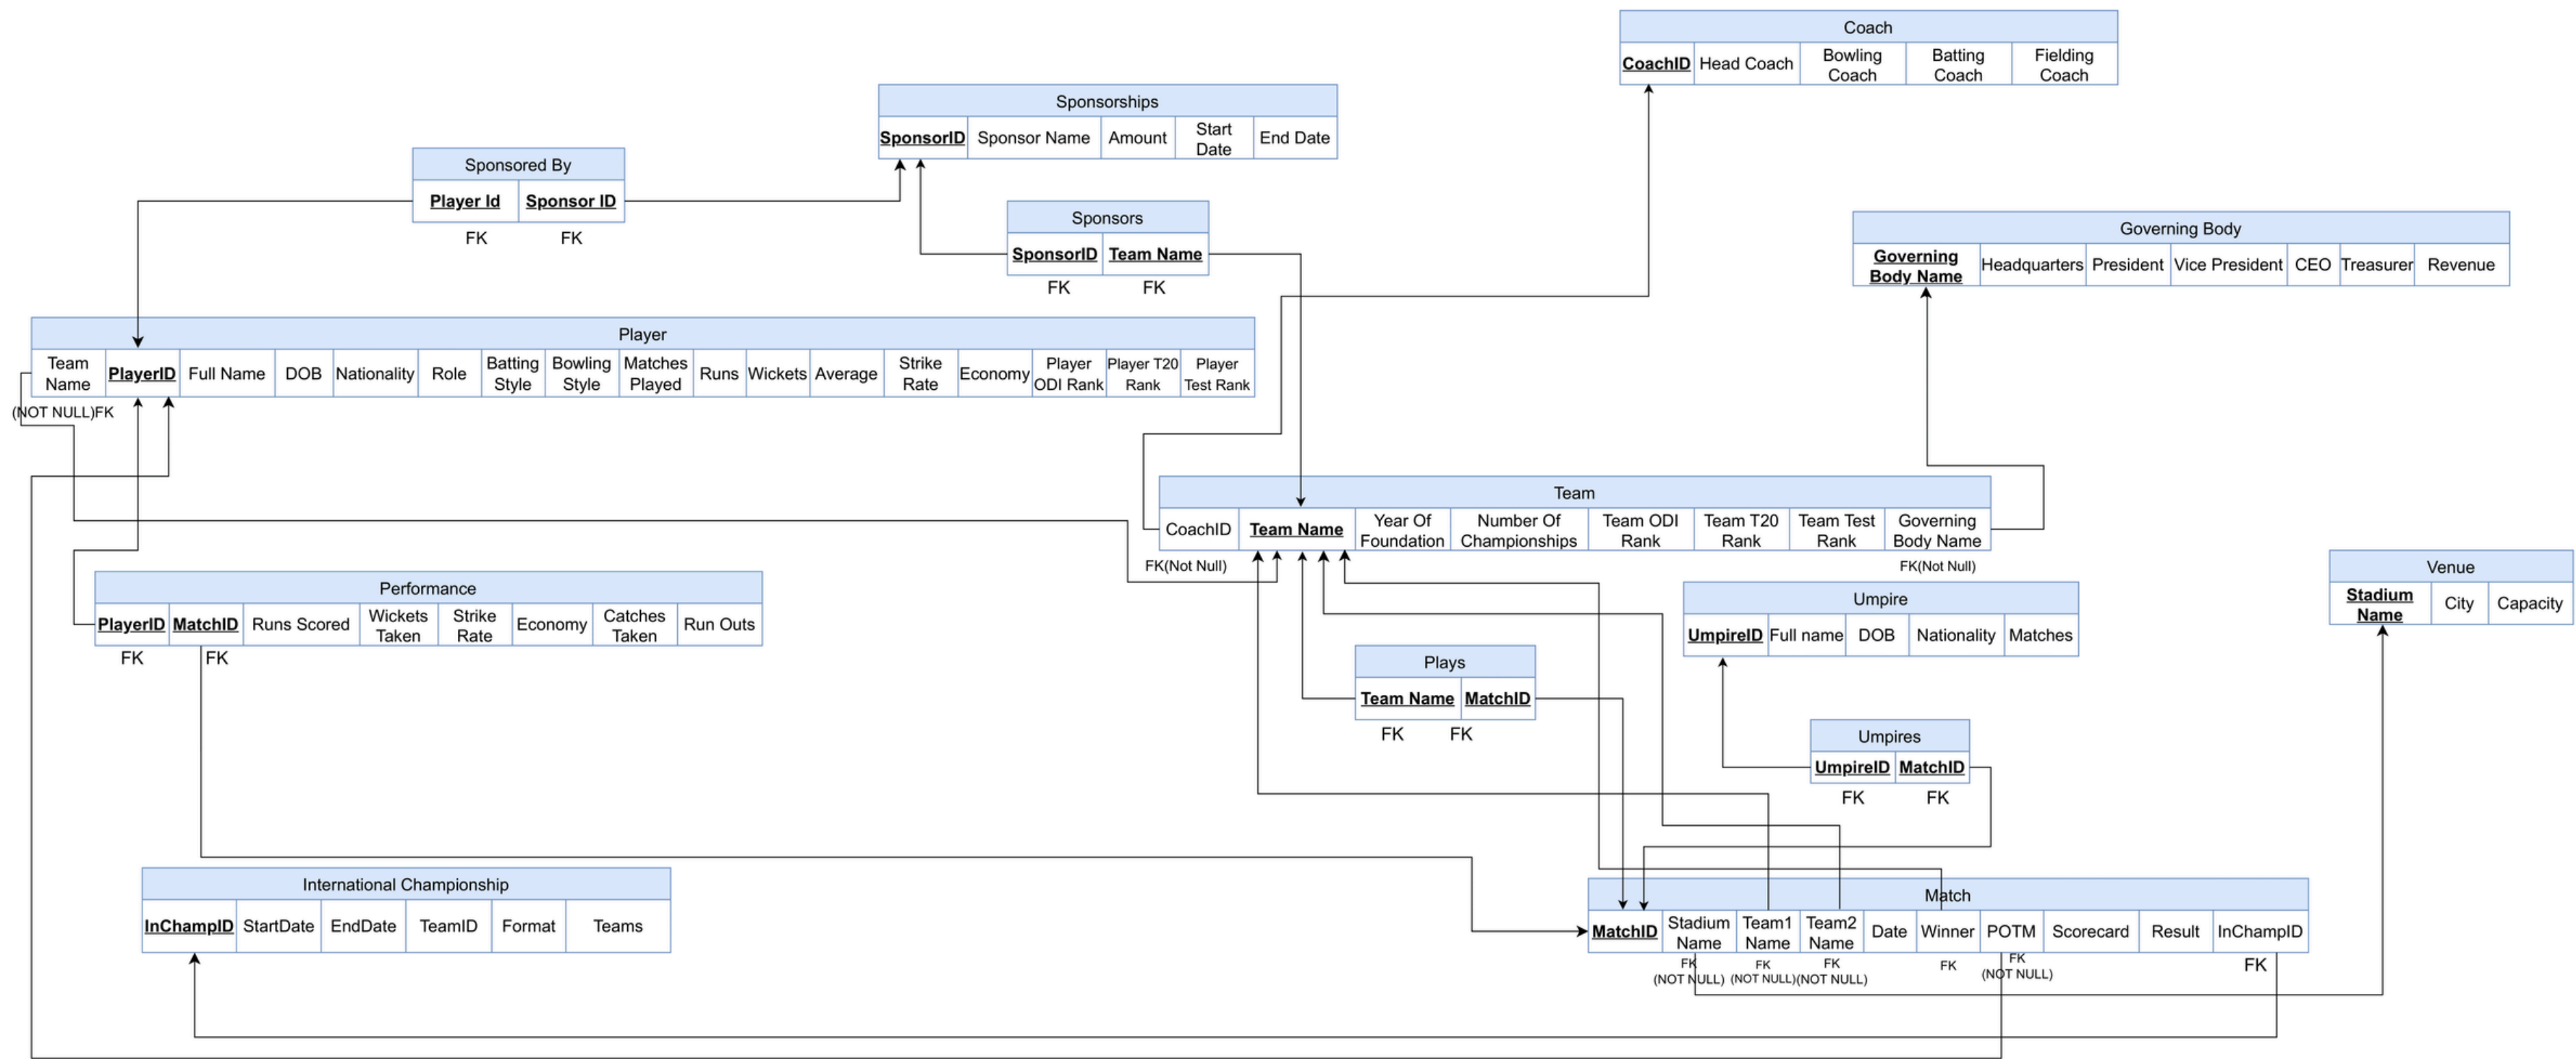 Coach
CoachID Head Coach Bowling Coach Batting Coach Fielding Coach
Sponsorships
SponsorID Sponsor Name Amount Start Date End Date
Sponsored By
Player Id Sponsor ID
FK FK
Sponsors
SponsorID Team Name
FK FK
Governing Body
Governing Body Name Headquarters President Vice President CEO Treasurer Revenue
Player
Team Name PlayerID Full Name DOB Nationality Role Batting Style Bowling Style Matches Played Runs Wickets Average Strike Rate Economy Player ODI Rank Player T20 Rank Player Test Rank
(NOT NULL)FK
Team
CoachID Team Name Year Of Foundation Number Of Championships Team ODI Rank Team T20 Rank Team Test Rank Governing Body Name
FK(Not Null) FK(Not Null)
Venue
Stadium Name City Capacity
Performance
PlayerID MatchID Runs Scored Wickets Taken Strike Rate Economy Catches Taken Run Outs
FK FK
Umpire
UmpireID Full name DOB Nationality Matches
Plays
Team Name MatchID
FK FK
Umpires
UmpireID MatchID
FK FK
International Championship
InChampID StartDate EndDate TeamID Format Teams
Match
MatchID Stadium Name Team1 Name Team2 Name Date Winner POTM Scorecard Result InChampID
FK (NOT NULL) FK (NOT NULL) FK (NOT NULL) FK FK (NOT NULL) FK